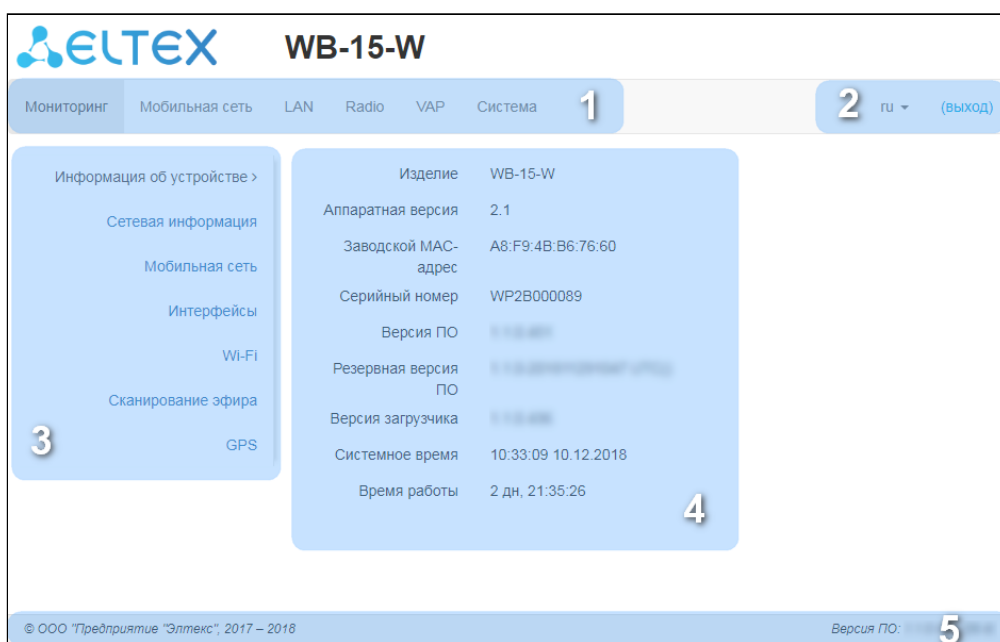 ELTEX WB-15-W
Мониторинг Мобильная сеть LAN Radio VAP Система 1 2 ru (выход)
Информация об устройстве >
Сетевая информация
Мобильная сеть
Интерфейсы
Wi-Fi
Сканирование эфира
GPS
3
Изделие WB-15-W
Аппаратная версия 2.1
Заводской MAC-
адрес A8:F9:4B:B6:76:60
Серийный номер WP2B000089
Версия ПО
Резервная версия
ПО
Версия загрузчика
Системное время 10:33:09 10.12.2018
Время работы 2 дн, 21:35:26
4
© ООО "Предприятие "Элтекс", 2017 – 2018 Версия ПО: 5